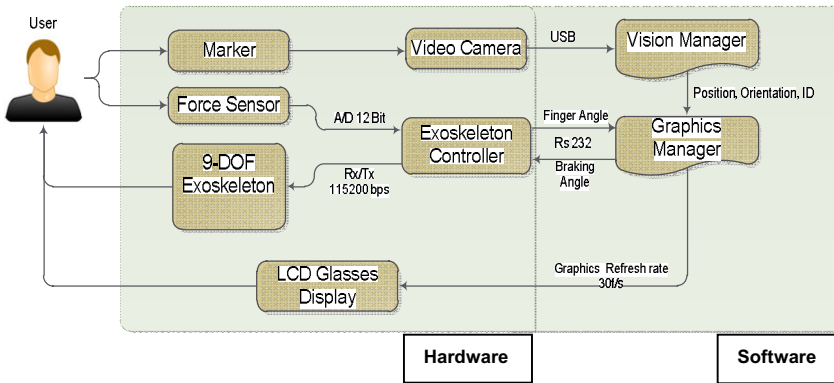 User
Marker
Video Camera
USB
Vision Manager
Position, Orientation, ID
Force Sensor
A/D 12 Bit
Exoskeleton
Controller
Finger Angle
Rs 232
Braking
Angle
Graphics
Manager
9-DOF
Exoskeleton
Rx/Tx
115200 bps
LCD Glasses
Display
Graphics Refresh rate
30f/s
Hardware
Software